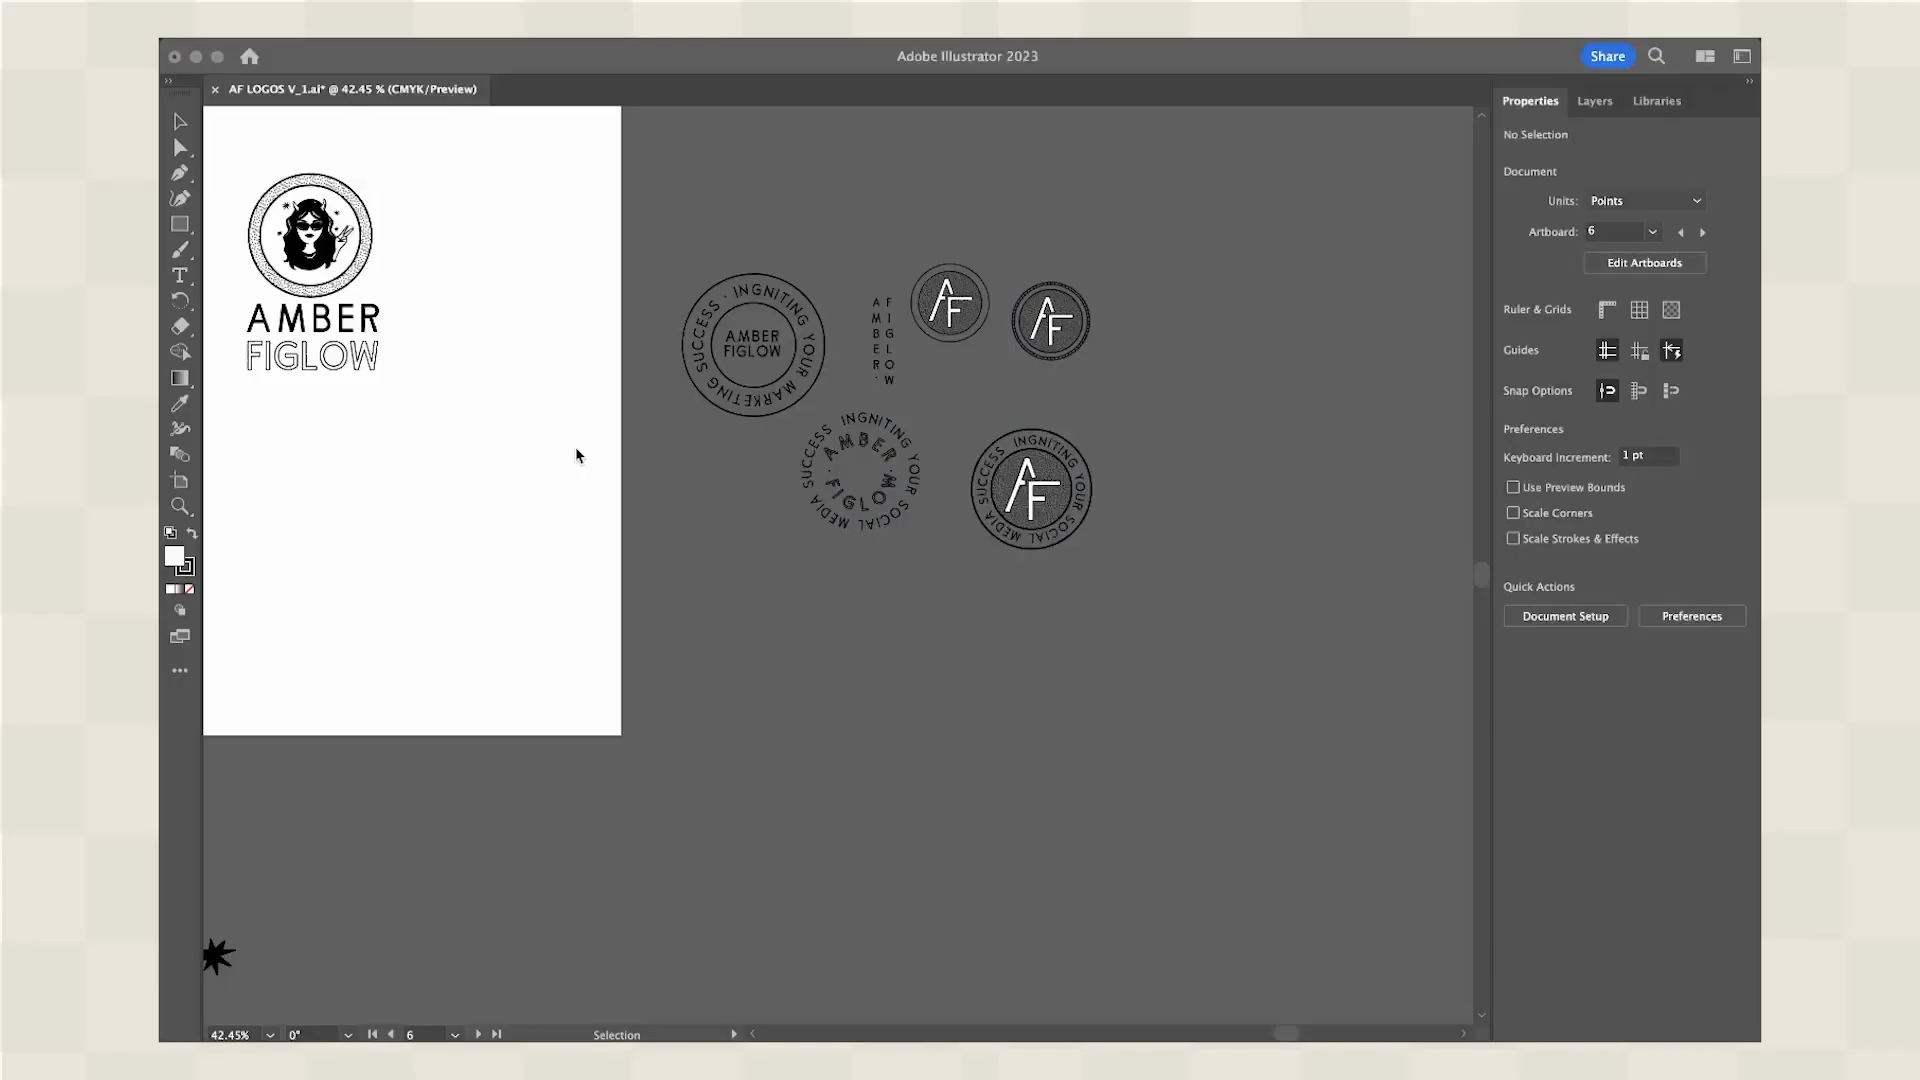 Adobe Illustrator 2023
Share
AF LOGOS V_1.ai* @ 42.45 % (CMYK/Preview)
Properties
Layers
Libraries
No Selection
Document
Units:
Points
Artboard:
6
Edit Artboards
Ruler & Grids
Guides
Snap Options
Preferences
Keyboard Increment:
1 pt
Use Preview Bounds
Scale Corners
Scale Strokes & Effects
Quick Actions
Document Setup
Preferences
AMBER
FIGLOW
INGNITING YOUR MARKETING SUCCESS ·
AMBER
FIGLOW
AMBER·
FIGLOW
AF
AF
INGNITING YOUR SOCIAL MEDIA SUCCESS
AMBER · FIGLOW ·
INGNITING YOUR SOCIAL MEDIA SUCCESS
AF
42.45%
0°
6
Selection